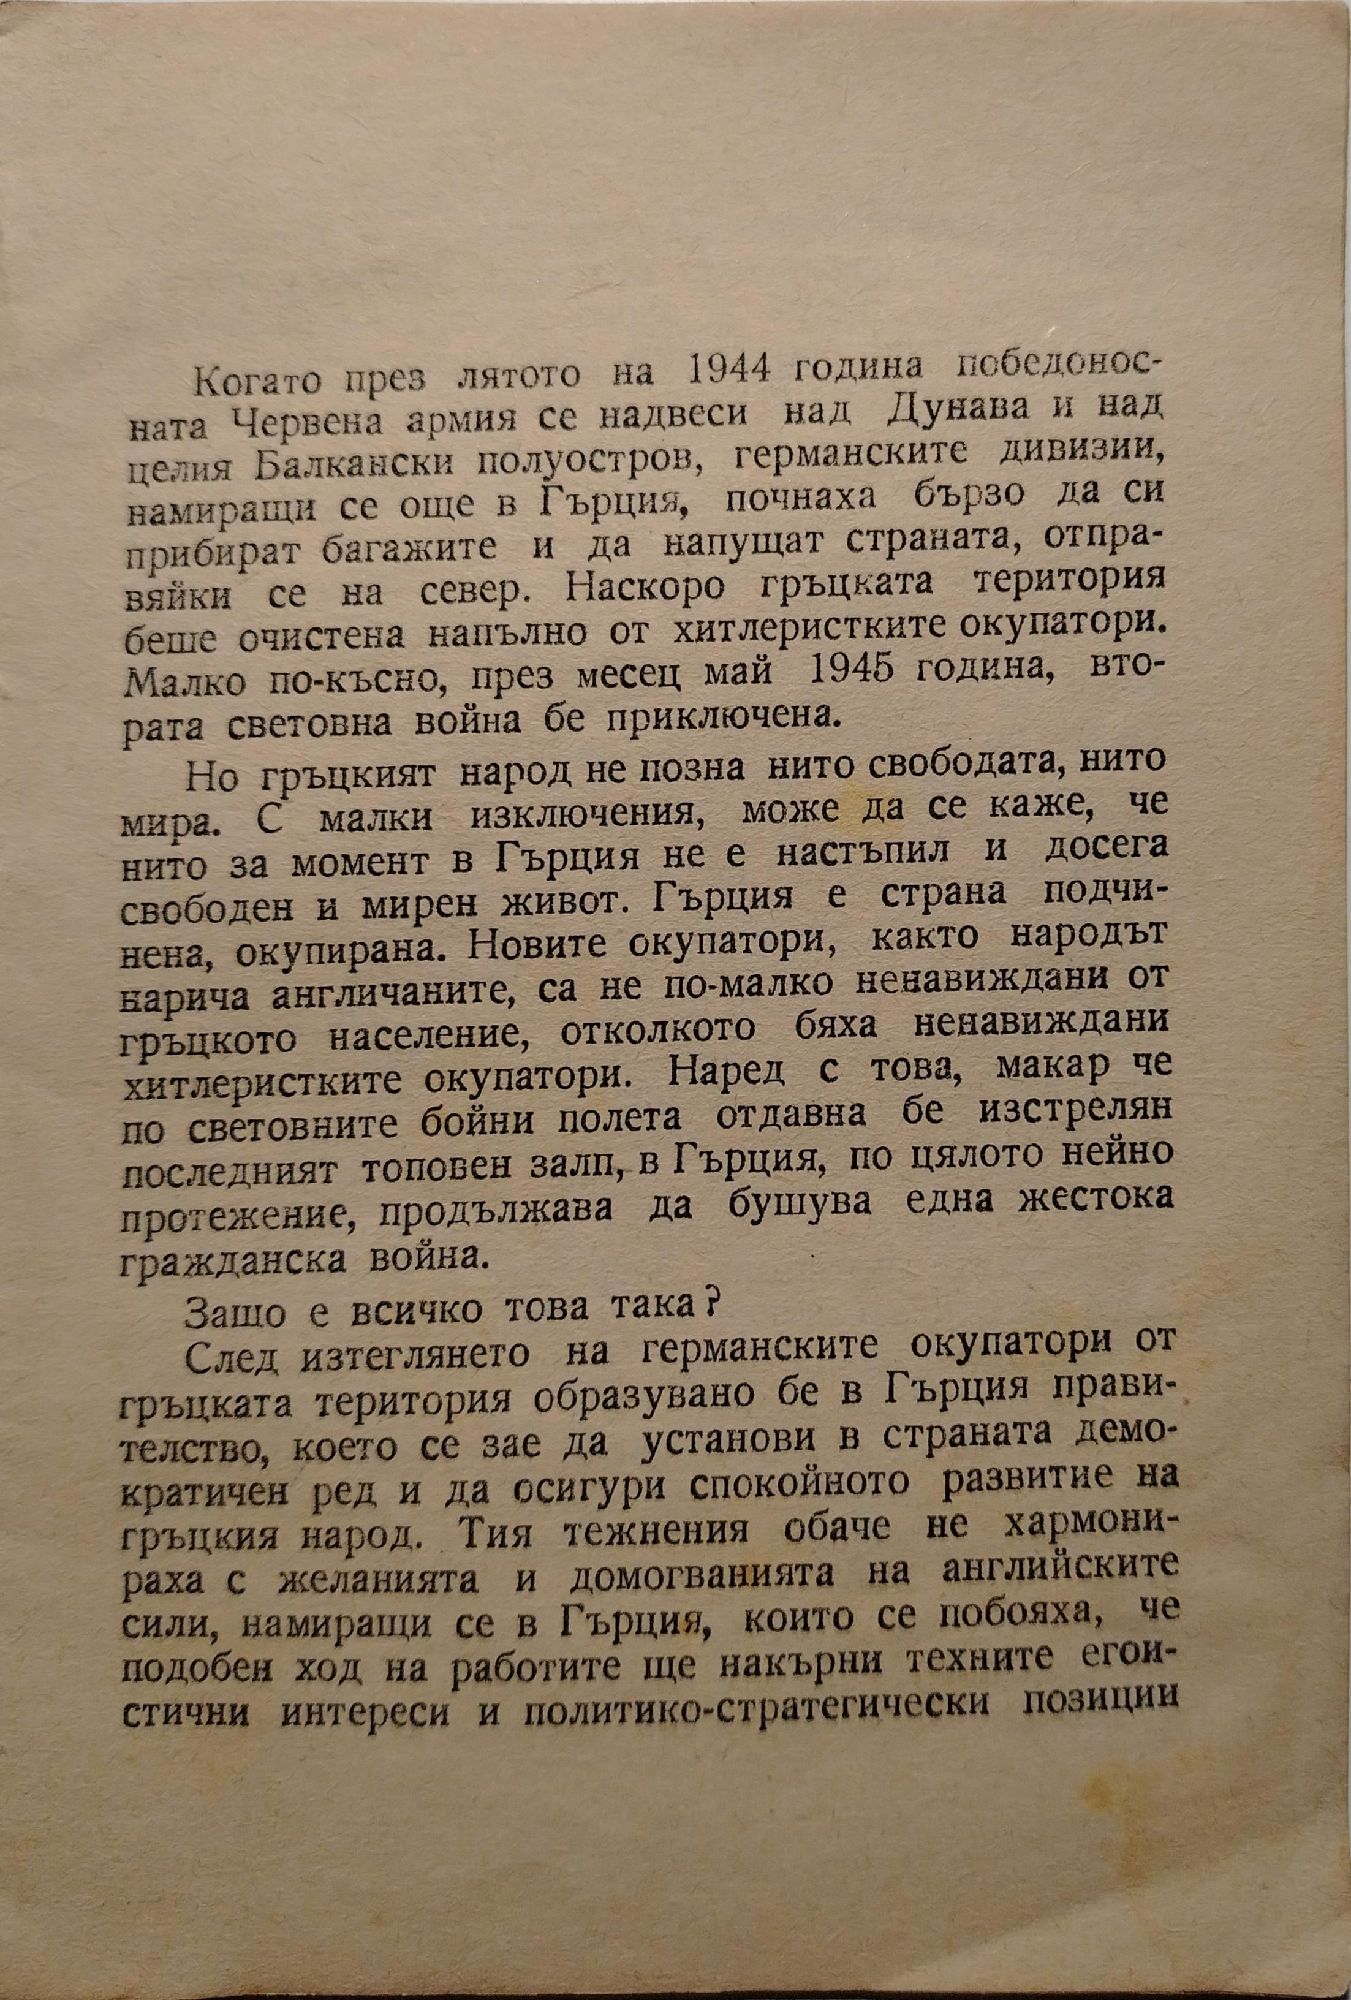 Когато през лятото на 1944 година победонос-
ната Червена армия се надвеси над Дунава и над
целия Балкански полуостров, германските дивизии,
намиращи се още в Гърция, почнаха бързо да си
прибират багажите и да напущат страната, отпра-
вяйки се на север. Наскоро гръцката територия
беше очистена напълно от хитлеристките окупатори.
Малко по-късно, през месец май 1945 година, вто-
рата световна война бе приключена.
Но гръцкият народ не позна нито свободата, нито
мира. С малки изключения, може да се каже, че
нито за момент в Гърция не е настъпил и досега
свободен и мирен живот. Гърция е страна подчи-
нена, окупирана. Новите окупатори, както народът
нарича англичаните, са не по-малко ненавиждани от
гръцкото население, отколкото бяха ненавиждани
хитлеристките окупатори. Наред с това, макар че
по световните бойни полета отдавна бе изстрелян
последният топовен залп, в Гърция, по цялото нейно
протежение, продължава да бушува една жестока
гражданска война.
Защо е всичко това така?
След изтеглянето на германските окупатори от
гръцката територия образувано бе в Гърция прави-
телство, което се зае да установи в страната демо-
кратичен ред и да осигури спокойното развитие на
гръцкия народ. Тия тежнения обаче не хармони-
раха с желанията и домогванията на английските
сили, намиращи се в Гърция, които се побояха, че
подобен ход на работите ще накърни техните егои-
стични интереси и политико-стратегически позиции